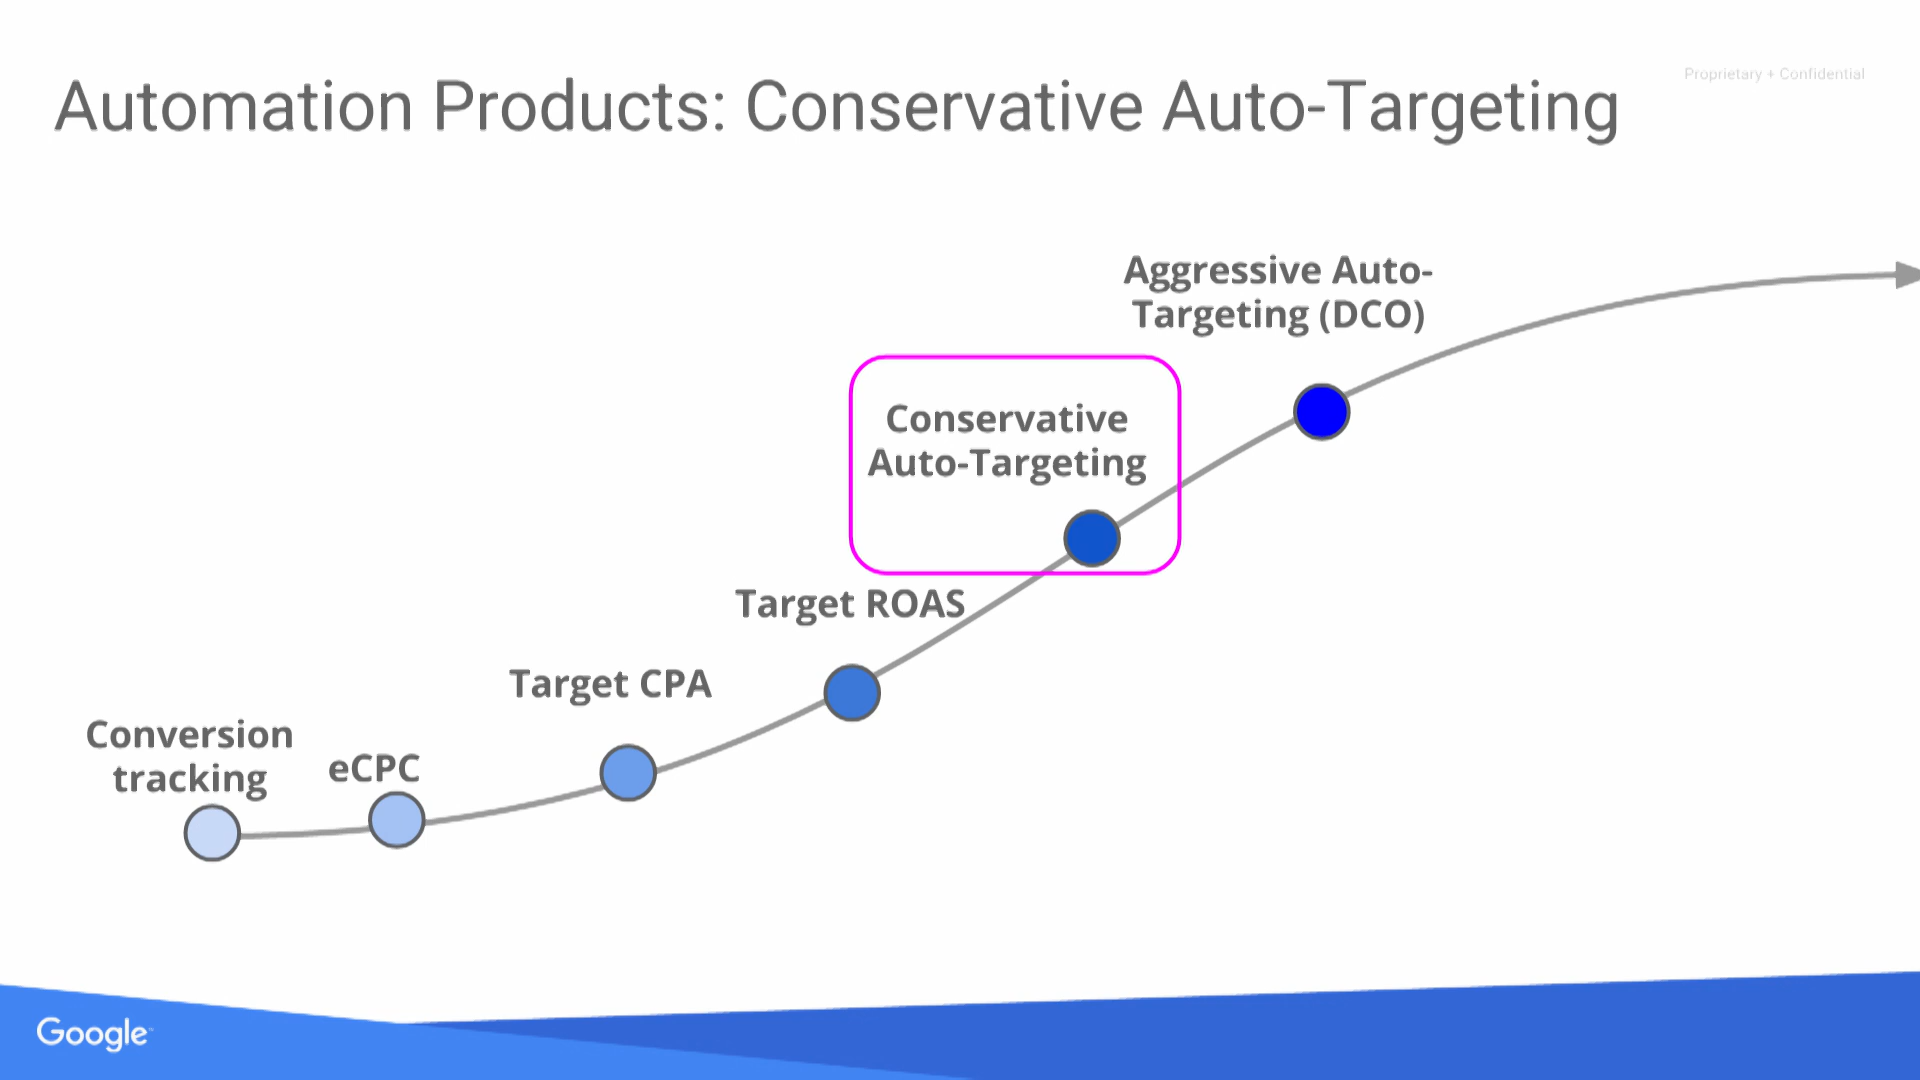 Proprietary + Confidential
Automation Products: Conservative Auto-Targeting
Aggressive Auto-
Targeting (DCO)
Conservative
Auto-Targeting
Target ROAS
Target CPA
Conversion
tracking
eCPC
Google